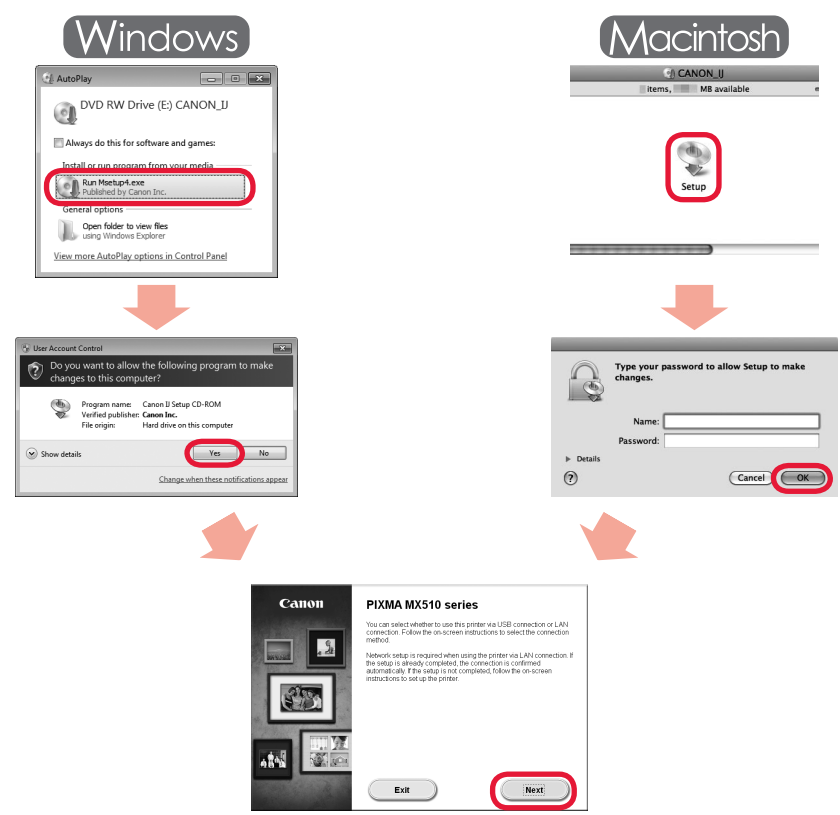 Windows
AutoPlay
DVD RW Drive (E:) CANON_IJ
Always do this for software and games:
Install or run program from your media
Run Msetup4.exe
Published by Canon Inc.
General options
Open folder to view files
using Windows Explorer
View more AutoPlay options in Control Panel
User Account Control
Do you want to allow the following program to make
changes to this computer?
Program name: Canon IJ Setup CD-ROM
Verified publisher: Canon Inc.
File origin: Hard drive on this computer
Show details
Yes
No
Change when these notifications appear
Macintosh
CANON_IJ
items, MB available
Setup
Type your password to allow Setup to make
changes.
Name:
Password:
Details
?
Cancel
OK
Canon
PIXMA MX510 series
You can select whether to use this printer via USB connection or LAN
connection. Follow the on-screen instructions to select the connection
method.
Network setup is required when using the printer via LAN connection. If
the setup is already completed, the connection is confirmed
automatically. If the setup is not completed, follow the on-screen
instructions to set up the printer.
Exit
Next